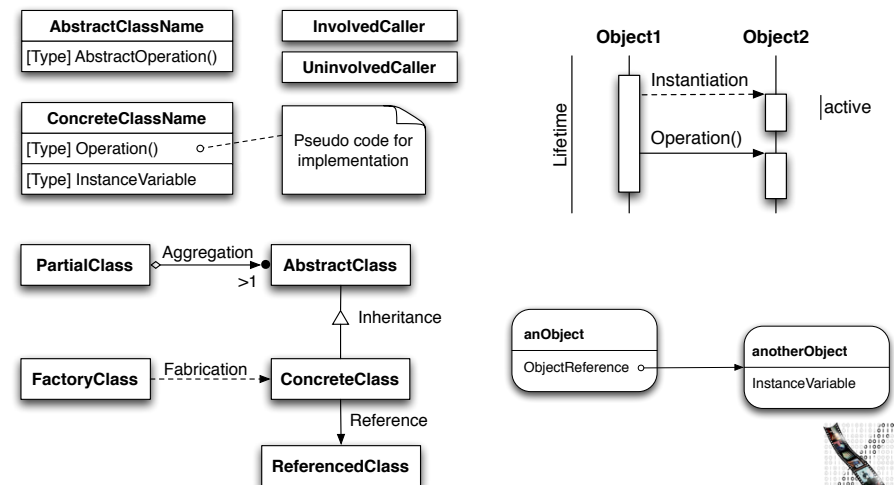 AbstractClassName
[Type] AbstractOperation()
InvolvedCaller
UninvolvedCaller
ConcreteClassName
[Type] Operation()
[Type] InstanceVariable
Pseudo code for
implementation
Object1
Object2
Lifetime
Instantiation
active
Operation()
PartialClass
Aggregation
>1
AbstractClass
Inheritance
FactoryClass
Fabrication
ConcreteClass
Reference
ReferencedClass
anObject
ObjectReference
anotherObject
InstanceVariable